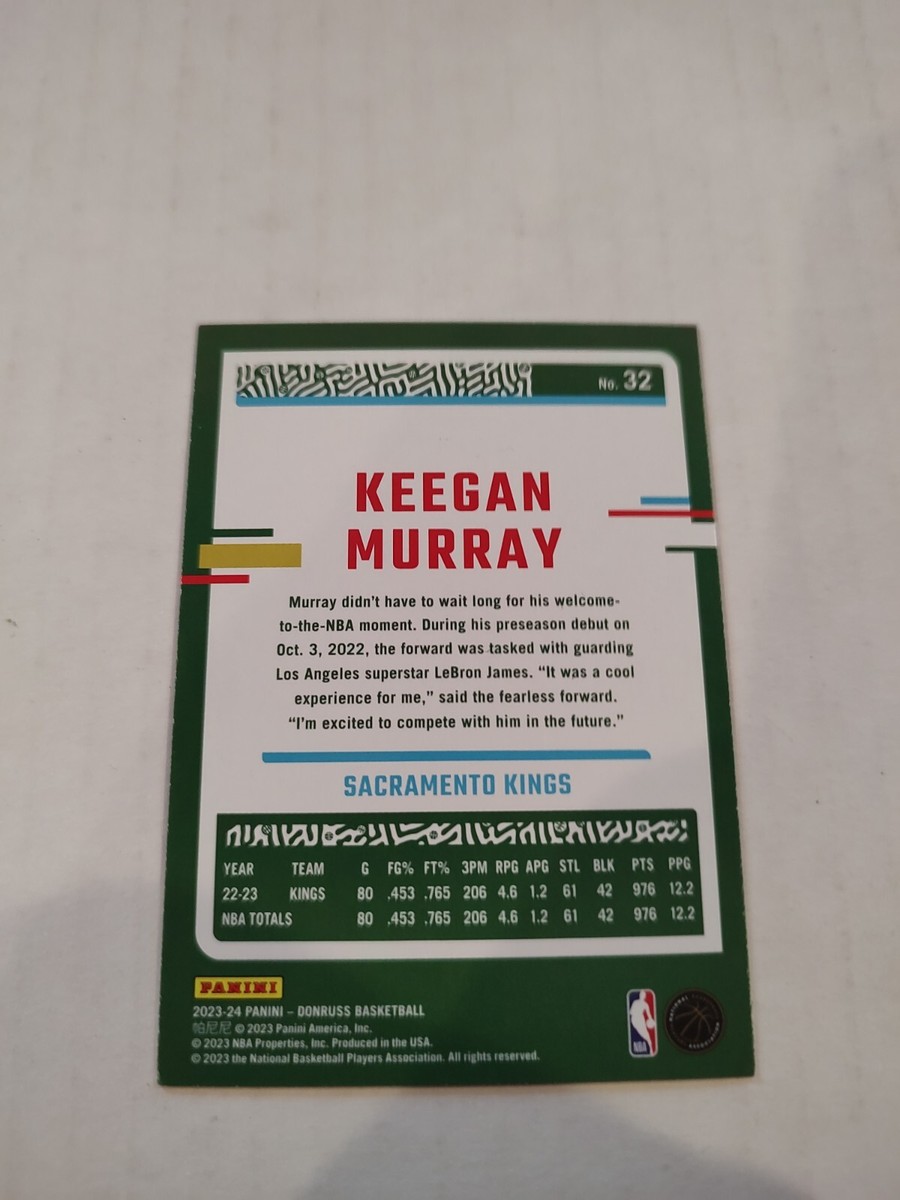 No. 32
KEEGAN
MURRAY
Murray didn't have to wait long for his welcome-
to-the-NBA moment. During his preseason debut on
Oct. 3, 2022, the forward was tasked with guarding
Los Angeles superstar LeBron James. “It was a cool
experience for me,” said the fearless forward.
“I'm excited to compete with him in the future.”
SACRAMENTO KINGS
YEAR TEAM G FG% FT% 3PM RPG APG STL BLK PTS PPG
22-23 KINGS 80 .453 .765 206 4.6 1.2 61 42 976 12.2
NBA TOTALS 80 .453 .765 206 4.6 1.2 61 42 976 12.2
PANINI
2023-24 PANINI – DONRUSS BASKETBALL
帕尼尼 © 2023 Panini America, Inc.
© 2023 NBA Properties, Inc. Produced in the USA.
© 2023 the National Basketball Players Association. All rights reserved.
NBA
NATIONAL
ASSOCIATION